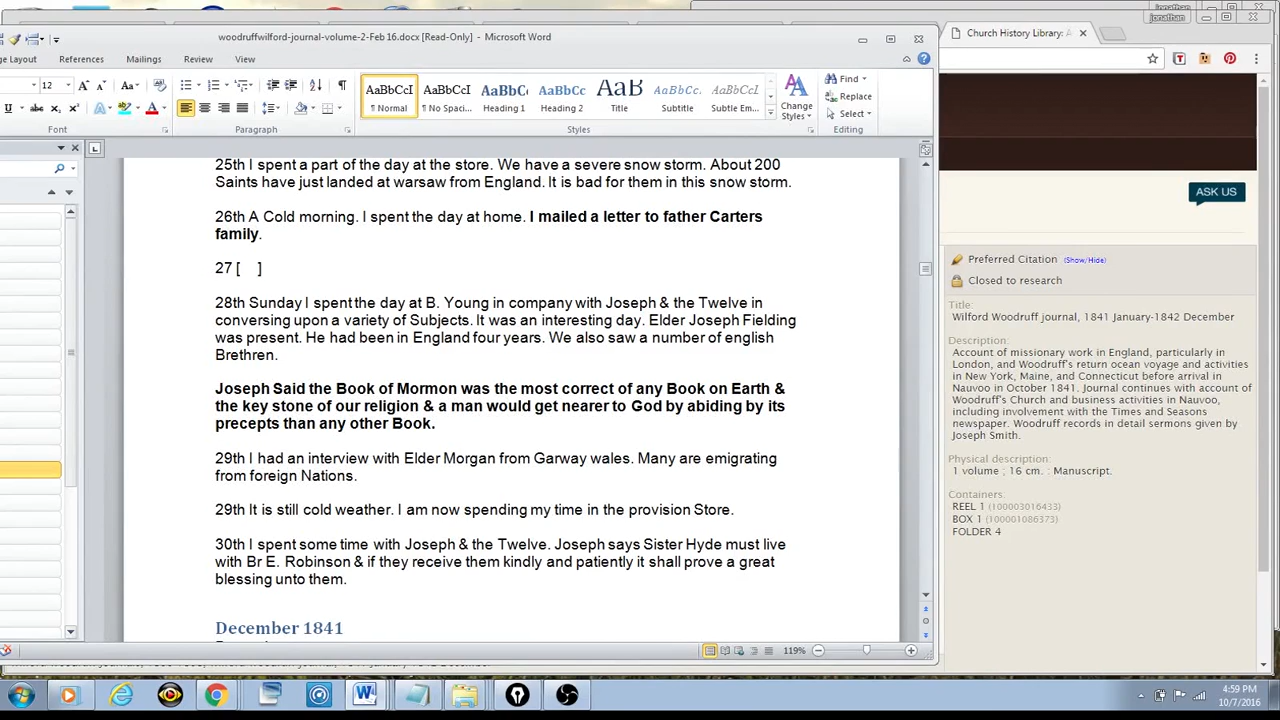 jonathan
jonathan
woodruffwilford-journal-volume-2-Feb 16.docx [Read-Only] - Microsoft Word
Church History Library: A
ge Layout References Mailings Review View
12 Aa
AaBbCcI AaBbCcI AaBbCc AaBbCc AaB AaBbCc. AaBbCcI
¶ Normal ¶ No Spaci... Heading 1 Heading 2 Title Subtitle Subtle Em...
Change Styles
Find
Replace
Select
Font Paragraph Styles Editing
25th I spent a part of the day at the store. We have a severe snow storm. About 200
Saints have just landed at warsaw from England. It is bad for them in this snow storm.
26th A Cold morning. I spent the day at home. I mailed a letter to father Carters
family.
27 [ ]
28th Sunday I spent the day at B. Young in company with Joseph & the Twelve in
conversing upon a variety of Subjects. It was an interesting day. Elder Joseph Fielding
was present. He had been in England four years. We also saw a number of english
Brethren.
Joseph Said the Book of Mormon was the most correct of any Book on Earth &
the key stone of our religion & a man would get nearer to God by abiding by its
precepts than any other Book.
29th I had an interview with Elder Morgan from Garway wales. Many are emigrating
from foreign Nations.
29th It is still cold weather. I am now spending my time in the provision Store.
30th I spent some time with Joseph & the Twelve. Joseph says Sister Hyde must live
with Br E. Robinson & if they receive them kindly and patiently it shall prove a great
blessing unto them.
December 1841
119%
ASK US
Preferred Citation (Show/Hide)
Closed to research
Title:
Wilford Woodruff journal, 1841 January-1842 December
Description:
Account of missionary work in England, particularly in
London, and Woodruff's return ocean voyage and activities
in New York, Maine, and Connecticut before arrival in
Nauvoo in October 1841. Journal continues with account of
Woodruff's Church and business activities in Nauvoo,
including involvement with the Times and Seasons
newspaper. Woodruff records in detail sermons given by
Joseph Smith.
Physical description:
1 volume ; 16 cm. : Manuscript.
Containers:
REEL 1 (100003016433)
BOX 1 (100001086373)
FOLDER 4
4:59 PM
10/7/2016